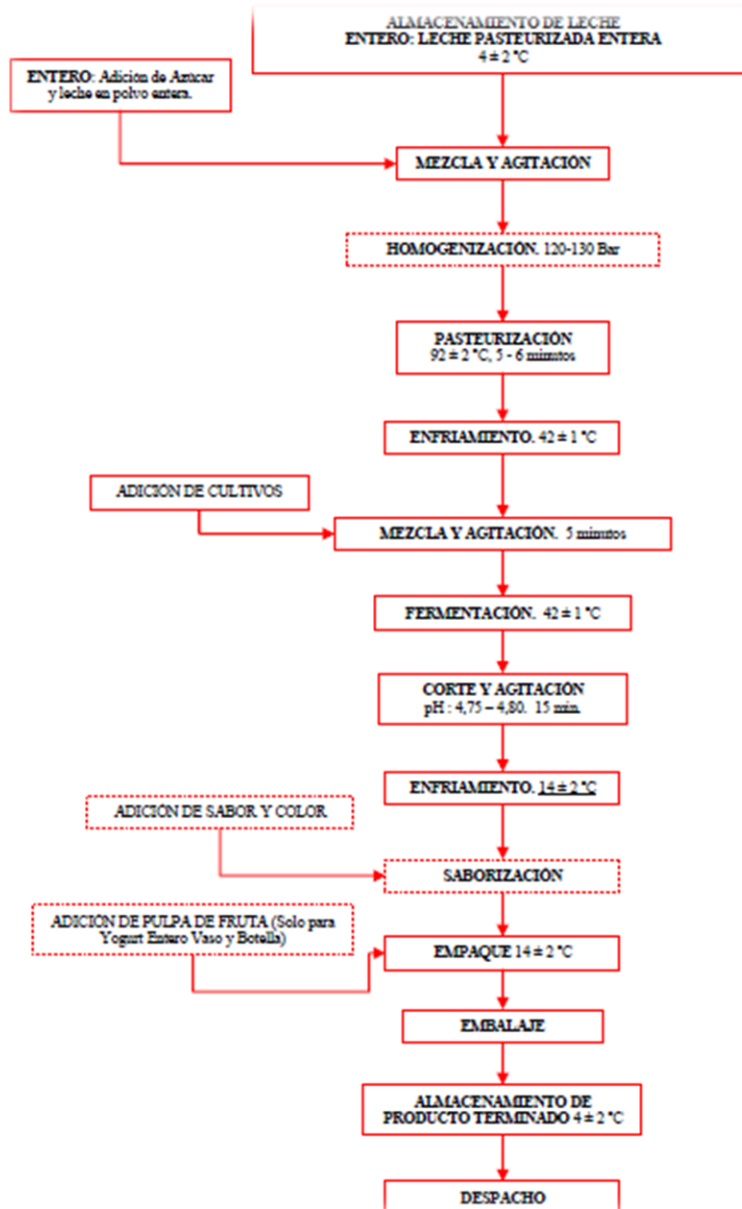 ALMACENAMIENTO DE LECHE
ENTERO: LECHE PASTEURIZADA ENTERA
4 ± 2 °C
ENTERO: Adición de Azúcar
y leche en polvo entera.
MEZCLA Y AGITACIÓN
HOMOGENIZACIÓN. 120-130 Bar
PASTEURIZACIÓN
92 ± 2 °C, 5 - 6 minutos
ENFRIAMIENTO. 42 ± 1 °C
ADICIÓN DE CULTIVOS
MEZCLA Y AGITACIÓN. 5 minutos
FERMENTACIÓN. 42 ± 1 °C
CORTE Y AGITACIÓN
pH : 4,75 – 4,80. 15 min.
ENFRIAMIENTO. 14 ± 2 °C
ADICIÓN DE SABOR Y COLOR
SABORIZACIÓN
ADICIÓN DE PULPA DE FRUTA (Solo para
Yogurt Entero Vaso y Botella)
EMPAQUE 14 ± 2 °C
EMBALAJE
ALMACENAMIENTO DE
PRODUCTO TERMINADO 4 ± 2 °C
DESPACHO